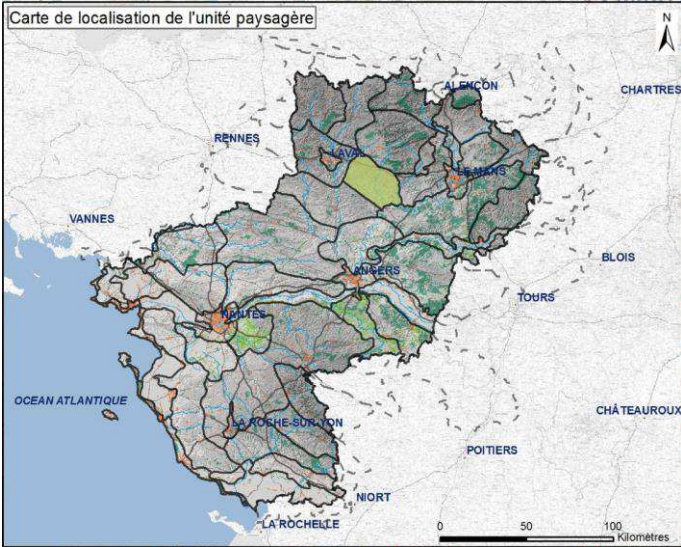 Carte de localisation de l'unité paysagère
N
ALENÇON
CHARTRES
RENNES
LAVAL
LE MANS
VANNES
BLOIS
ANGERS
TOURS
NANTES
OCEAN ATLANTIQUE
CHÂTEAUROUX
LA ROCHE-SUR-YON
POITIERS
NIORT
LA ROCHELLE
0 50 100
Kilomètres